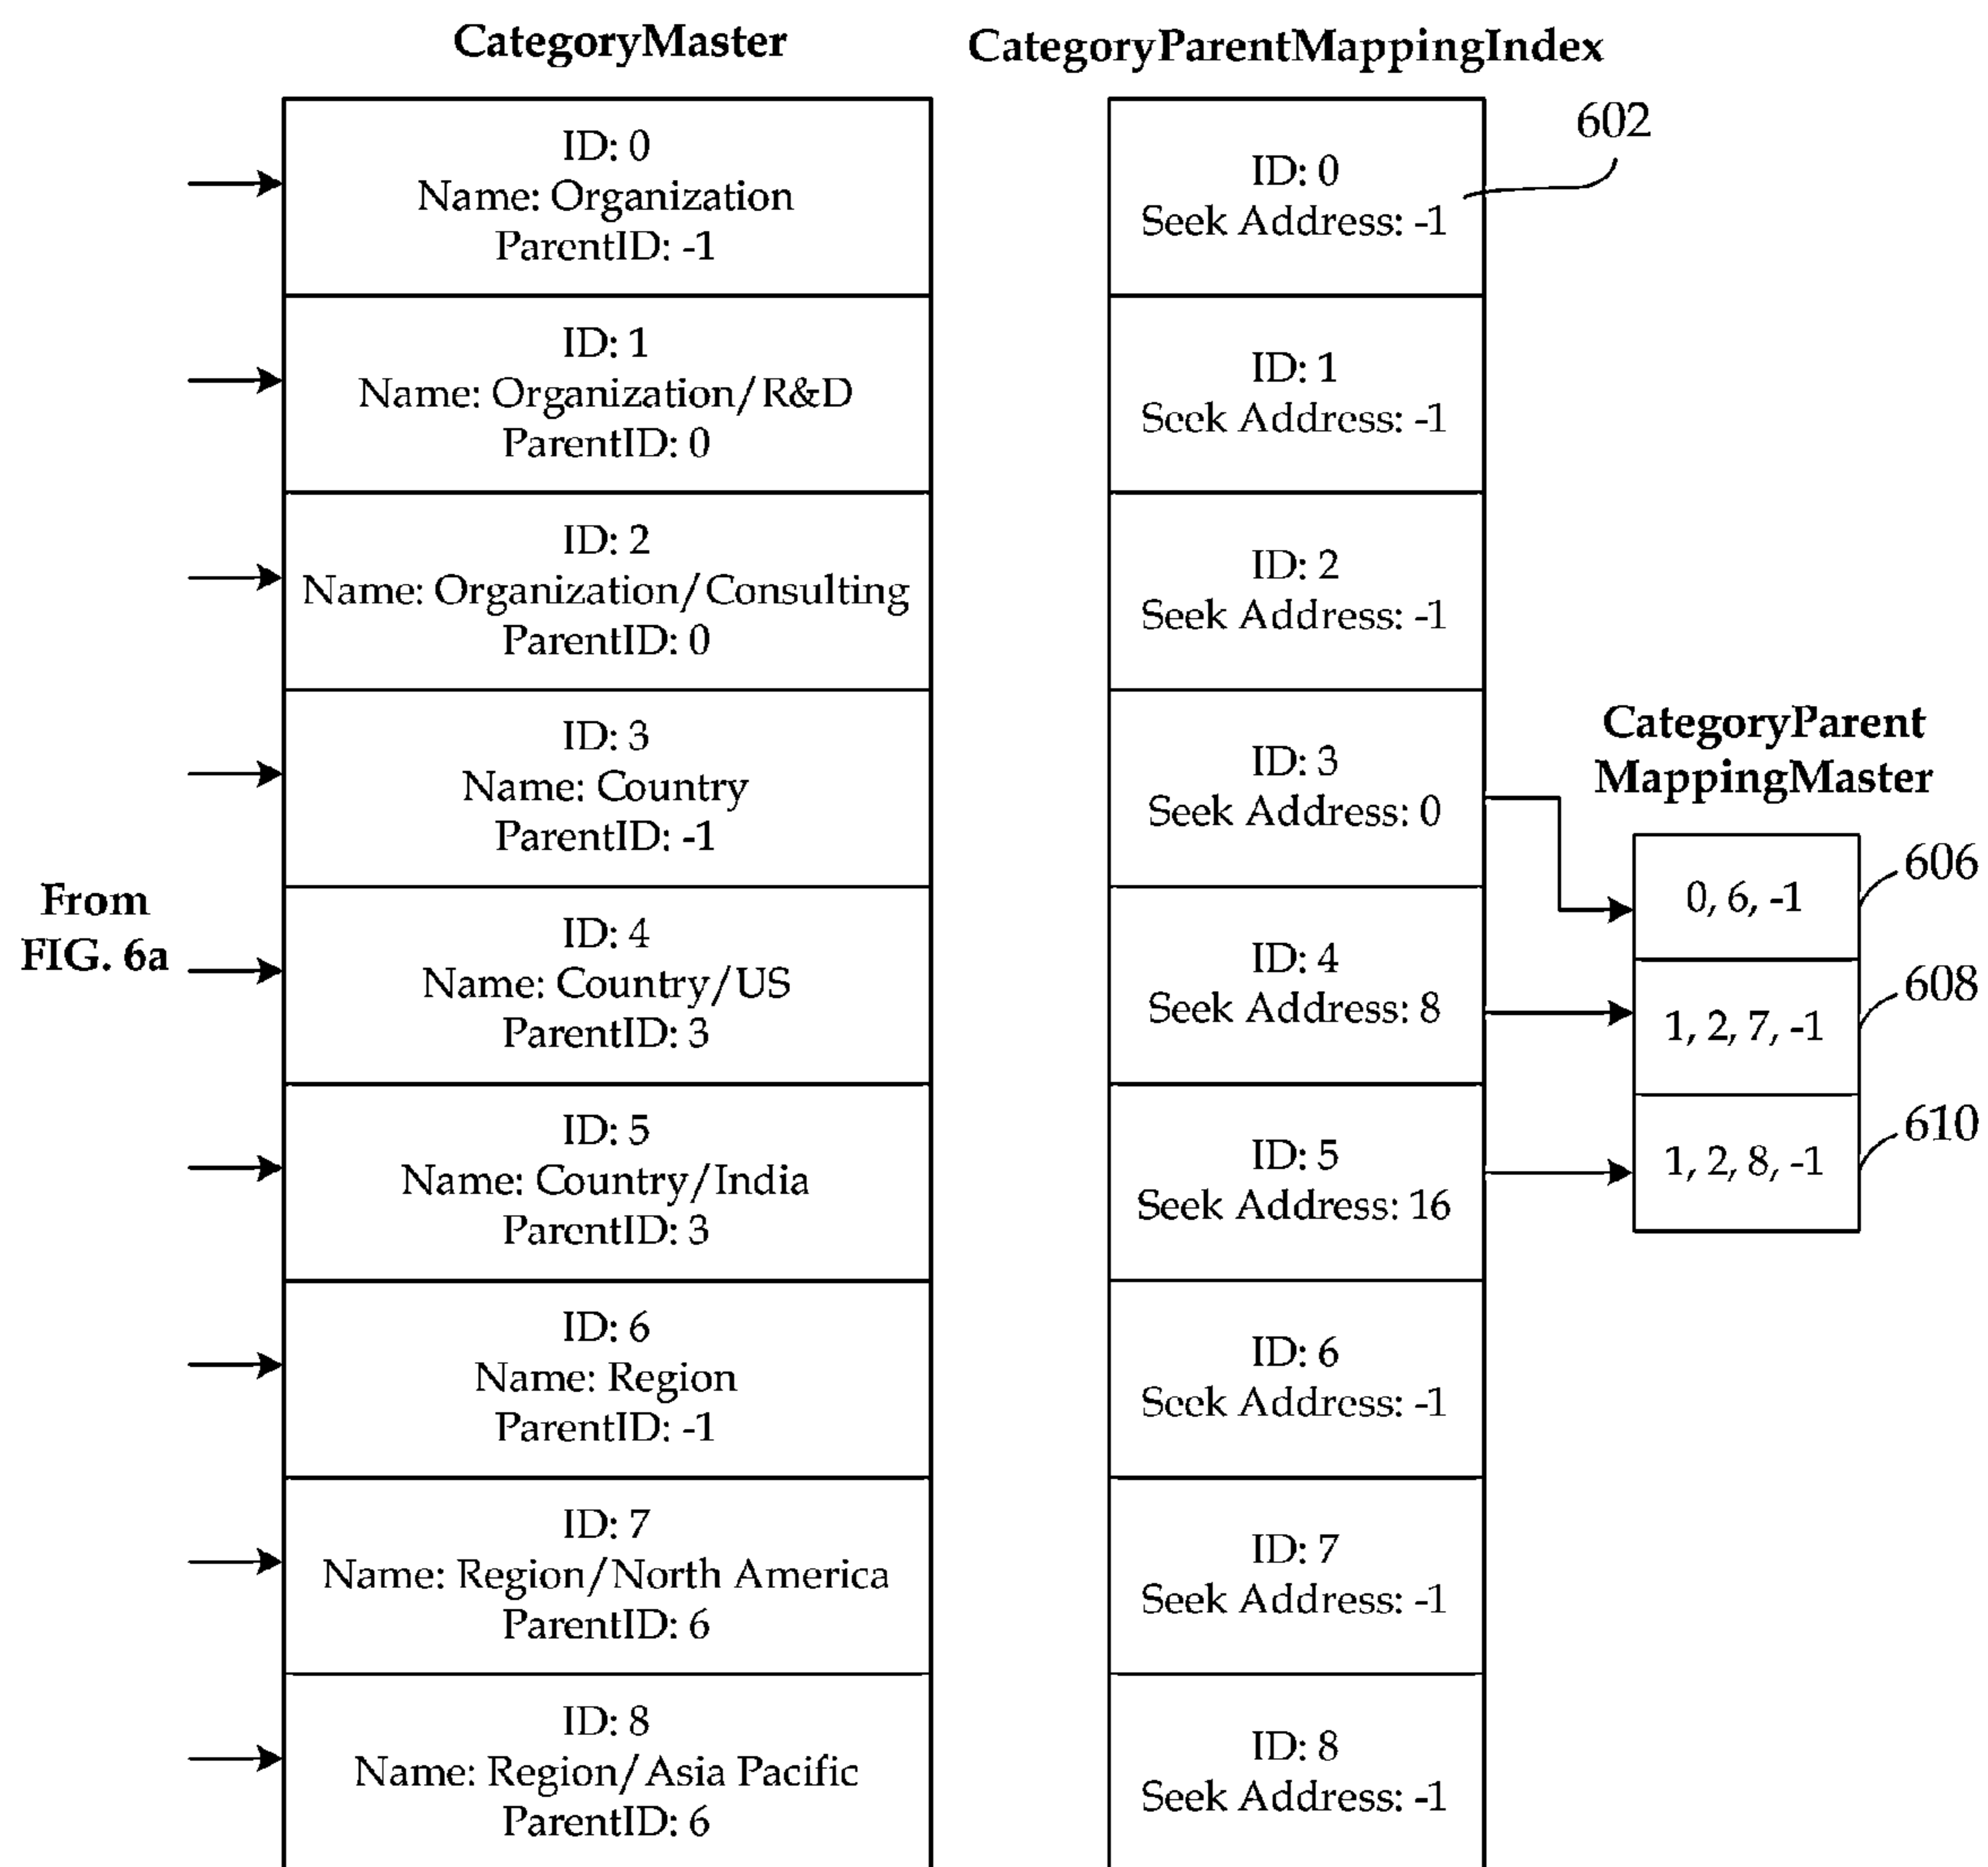 CategoryMaster
ID: 0
Name: Organization
ParentID: -1
ID: 1
Name: Organization/R&D
ParentID: 0
ID: 2
Name: Organization/Consulting
ParentID: 0
ID: 3
Name: Country
ParentID: -1
ID: 4
Name: Country/US
ParentID: 3
ID: 5
Name: Country/India
ParentID: 3
ID: 6
Name: Region
ParentID: -1
ID: 7
Name: Region/North America
ParentID: 6
ID: 8
Name: Region/Asia Pacific
ParentID: 6
From
FIG. 6a
CategoryParentMappingIndex
ID: 0
Seek Address: -1
602
ID: 1
Seek Address: -1
ID: 2
Seek Address: -1
ID: 3
Seek Address: 0
ID: 4
Seek Address: 8
ID: 5
Seek Address: 16
ID: 6
Seek Address: -1
ID: 7
Seek Address: -1
ID: 8
Seek Address: -1
CategoryParent
MappingMaster
0, 6, -1
606
1, 2, 7, -1
608
1, 2, 8, -1
610